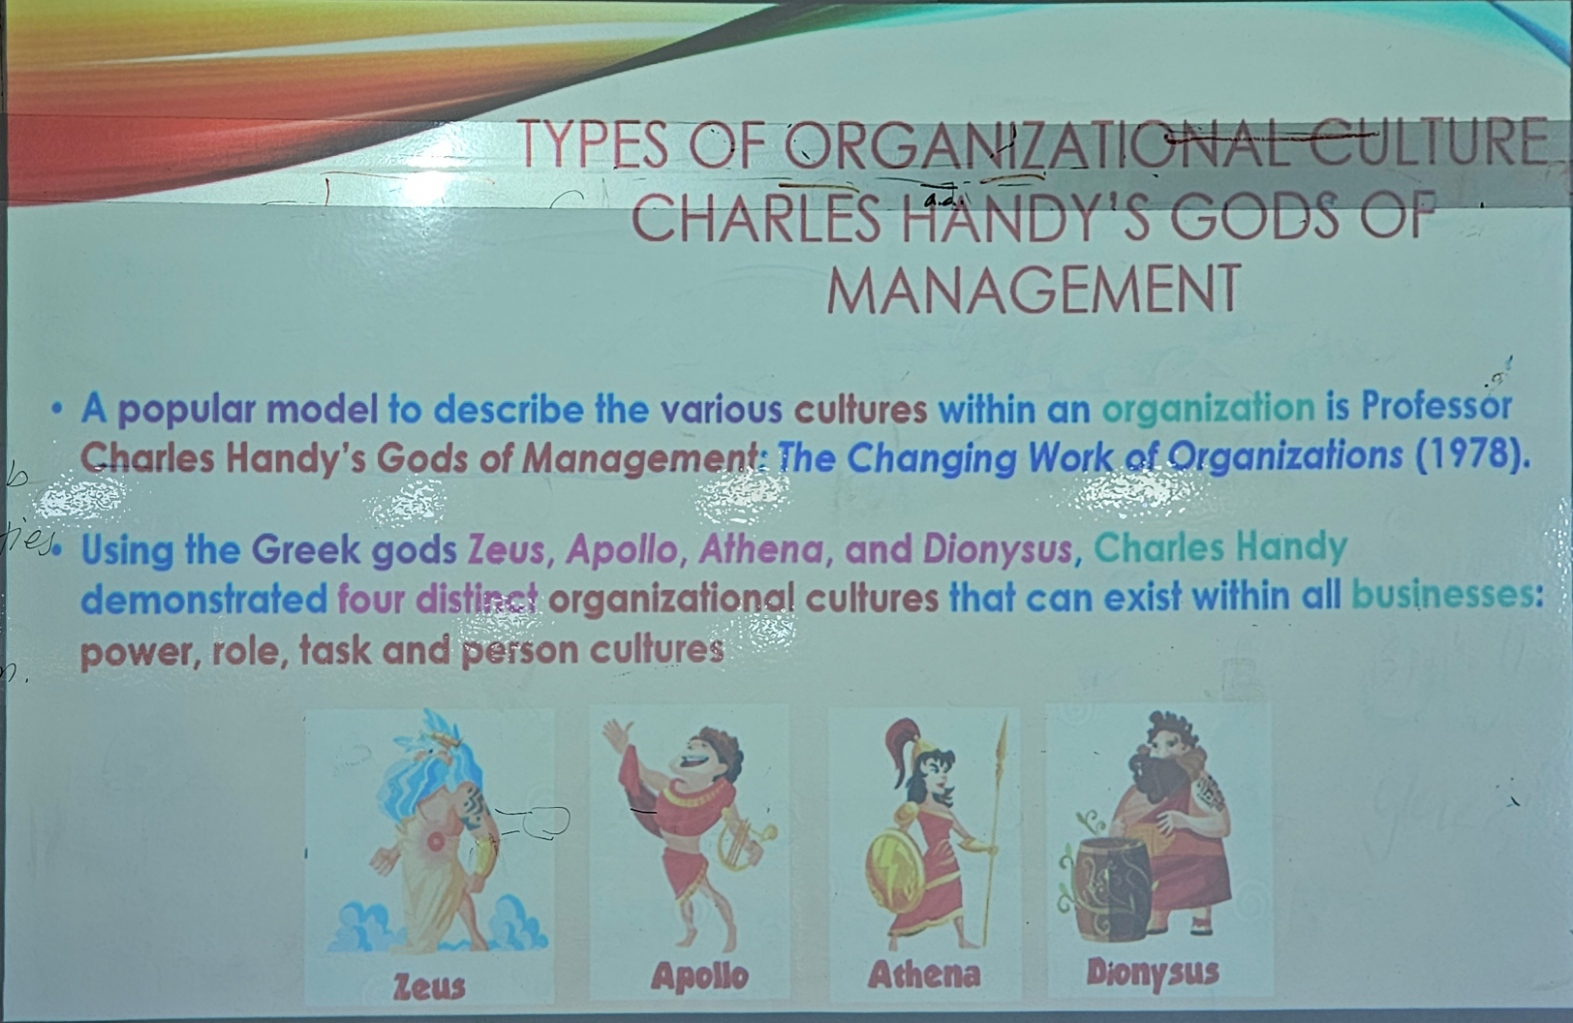 TYPES OF ORGANIZATIONAL CULTURE
CHARLES HANDY'S GODS OF
MANAGEMENT
• A popular model to describe the various cultures within an organization is Professor
Charles Handy's Gods of Management: The Changing Work of Organizations (1978).
• Using the Greek gods Zeus, Apollo, Athena, and Dionysus, Charles Handy
demonstrated four distinct organizational cultures that can exist within all businesses:
power, role, task and person cultures
Zeus
Apollo
Athena
Dionysus